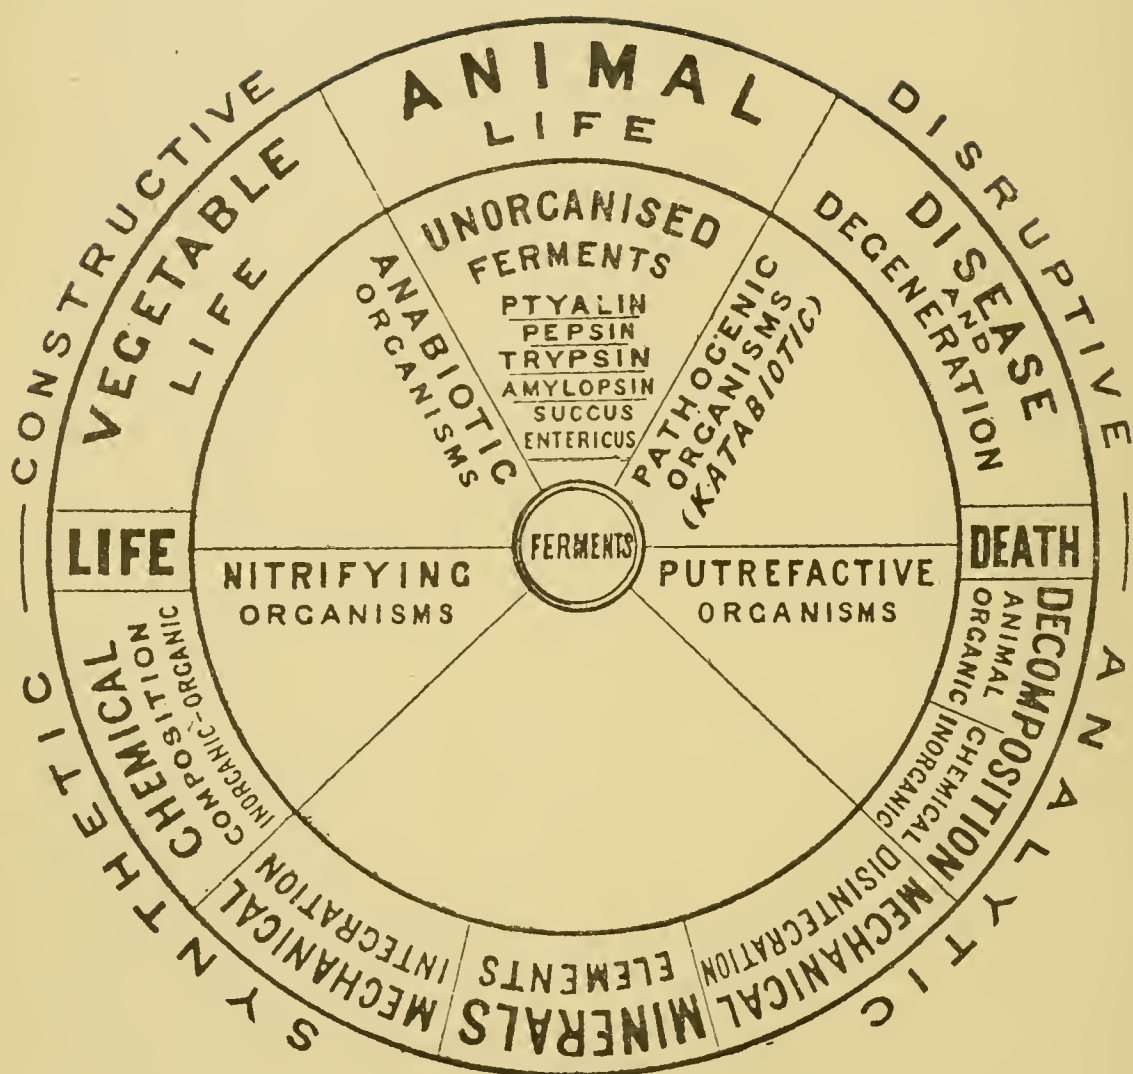 CONSTRUCTIVE
DISRUPTIVE
ANALYTIC
SYNTHETIC
ANIMAL
LIFE
DISEASE
AND
DEGENERATION
DEATH
DECOMPOSITION
ANIMAL
ORGANIC
CHEMICAL
INORGANIC
MECHANICAL
DISINTEGRATION
MINERALS
ELEMENTS
MECHANICAL
INTEGRATION
CHEMICAL
COMPOSITION
INORGANIC-ORGANIC
LIFE
VEGETABLE
LIFE
ANABIOTIC
ORGANISMS
UNORGANISED
FERMENTS
PTYALIN
PEPSIN
TRYPSIN
AMYLOPSIN
SUCCUS
ENTERICUS
PATHOGENIC
ORGANISMS
(KATABIOTIC)
FERMENTS
NITRIFYING
ORGANISMS
PUTREFACTIVE
ORGANISMS